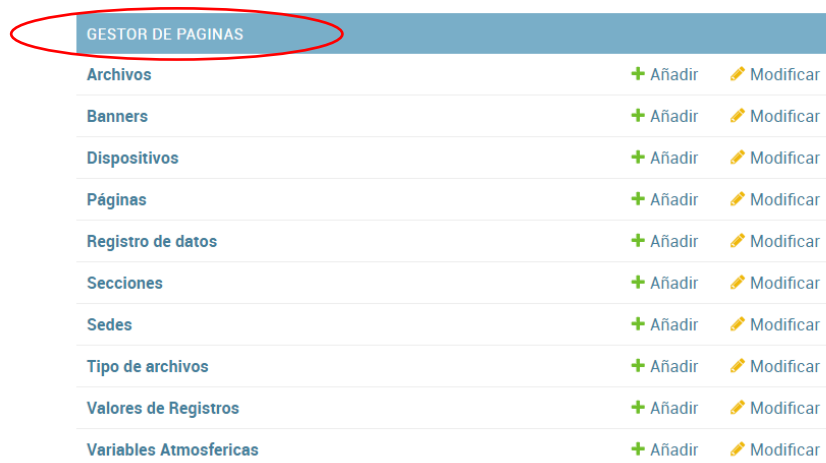 GESTOR DE PAGINAS
Archivos Añadir Modificar
Banners Añadir Modificar
Dispositivos Añadir Modificar
Páginas Añadir Modificar
Registro de datos Añadir Modificar
Secciones Añadir Modificar
Sedes Añadir Modificar
Tipo de archivos Añadir Modificar
Valores de Registros Añadir Modificar
Variables Atmosfericas Añadir Modificar